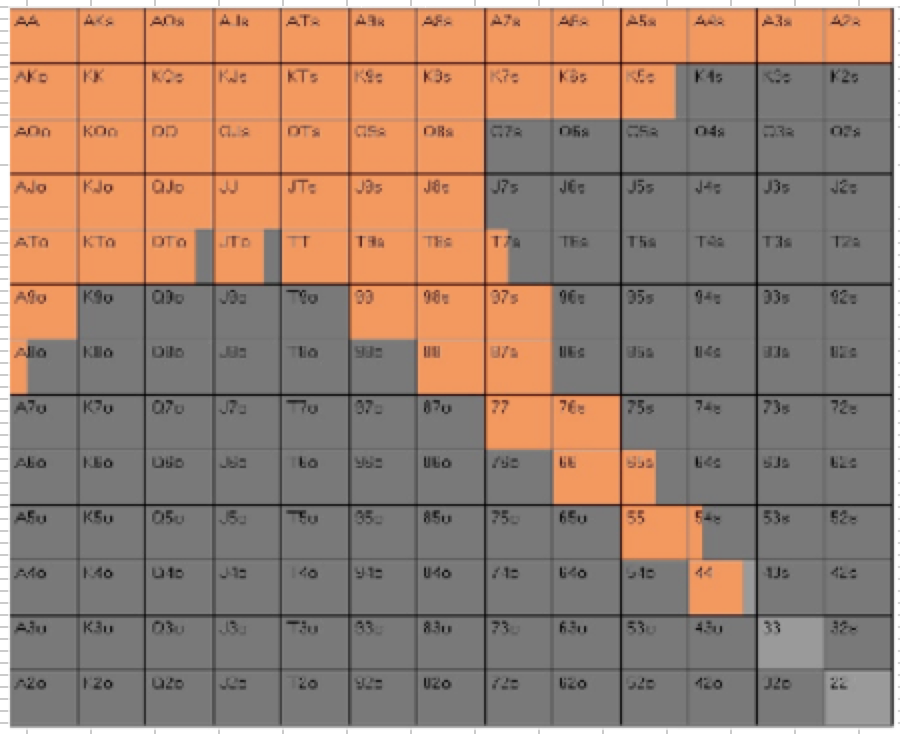 AA AKs AQs AJs ATs A9s A8s A7s A6s A5s A4s A3s A2s
AKo KK KQs KJs KTs K9s K8s K7s K6s K5s K4s K3s K2s
AQo KQo QQ QJs QTs Q9s Q8s Q7s Q6s Q5s Q4s Q3s Q2s
AJo KJo QJo JJ JTs J9s J8s J7s J6s J5s J4s J3s J2s
ATo KTo QTo JTo TT T9s T8s T7s T6s T5s T4s T3s T2s
A9o K9o Q9o J9o T9o 99 98s 97s 96s 95s 94s 93s 92s
A8o K8o Q8o J8o T8o 98o 88 87s 86s 85s 84s 83s 82s
A7o K7o Q7o J7o T7o 97o 87o 77 76s 75s 74s 73s 72s
A6o K6o Q6o J6o T6o 96o 86o 76o 66 65s 64s 63s 62s
A5o K5o Q5o J5o T5o 95o 85o 75o 65o 55 54s 53s 52s
A4o K4o Q4o J4o T4o 94o 84o 74o 64o 54o 44 43s 42s
A3o K3o Q3o J3o T3o 93o 83o 73o 63o 53o 43o 33 32s
A2o K2o Q2o J2o T2o 92o 82o 72o 62o 52o 42o 32o 22